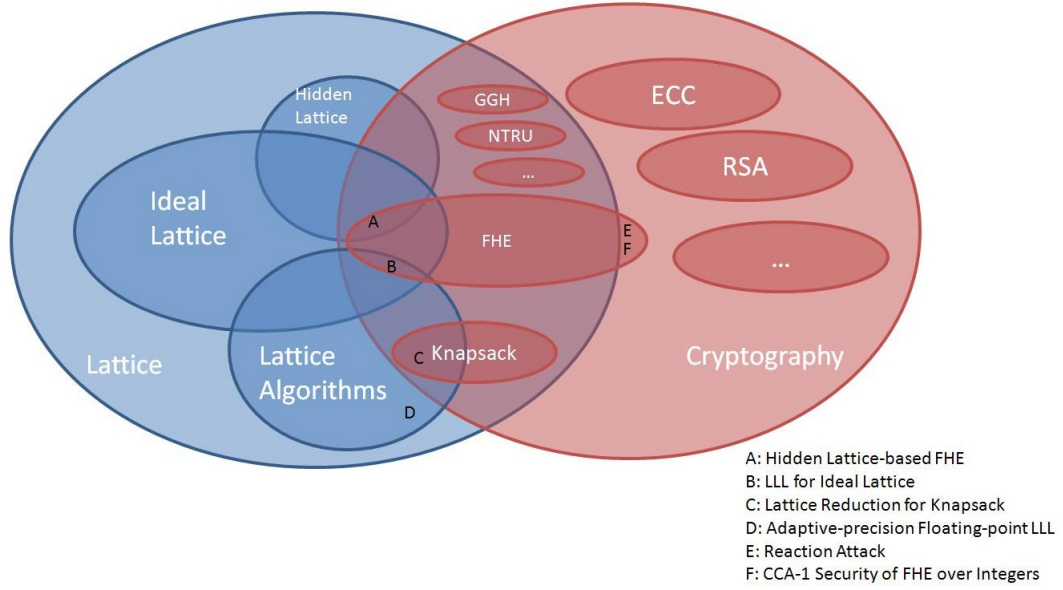 Hidden
Lattice
GGH
NTRU
...
ECC
RSA
...
Ideal
Lattice
A
FHE
E
F
B
Lattice
Lattice
Algorithms
C
Knapsack
D
Cryptography
A: Hidden Lattice-based FHE
B: LLL for Ideal Lattice
C: Lattice Reduction for Knapsack
D: Adaptive-precision Floating-point LLL
E: Reaction Attack
F: CCA-1 Security of FHE over Integers